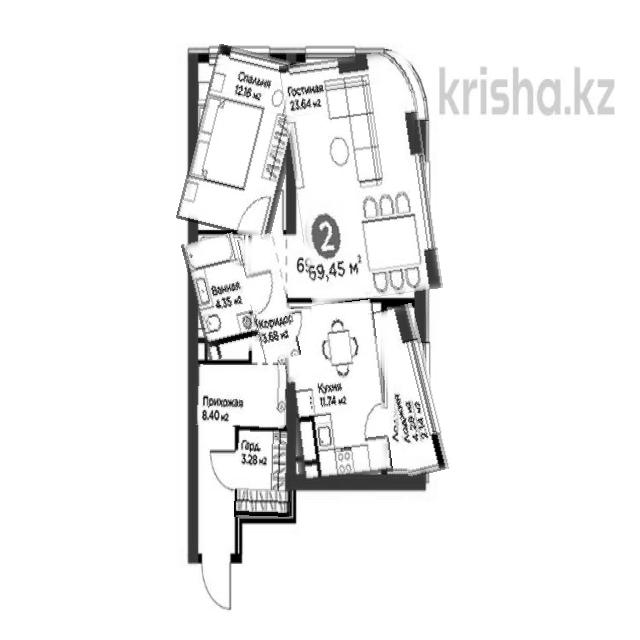 krisha.kz
Спальня
12.16 м2
Гостиная
23.64 м2
2
69,45 м²
Ванная
4.35 м2
Коридор
3.68 м2
Прихожая
8.40 м2
Гард.
3.28 м2
Кухня
11.74 м2
Лоджия
4.28 м2
2.14 м2